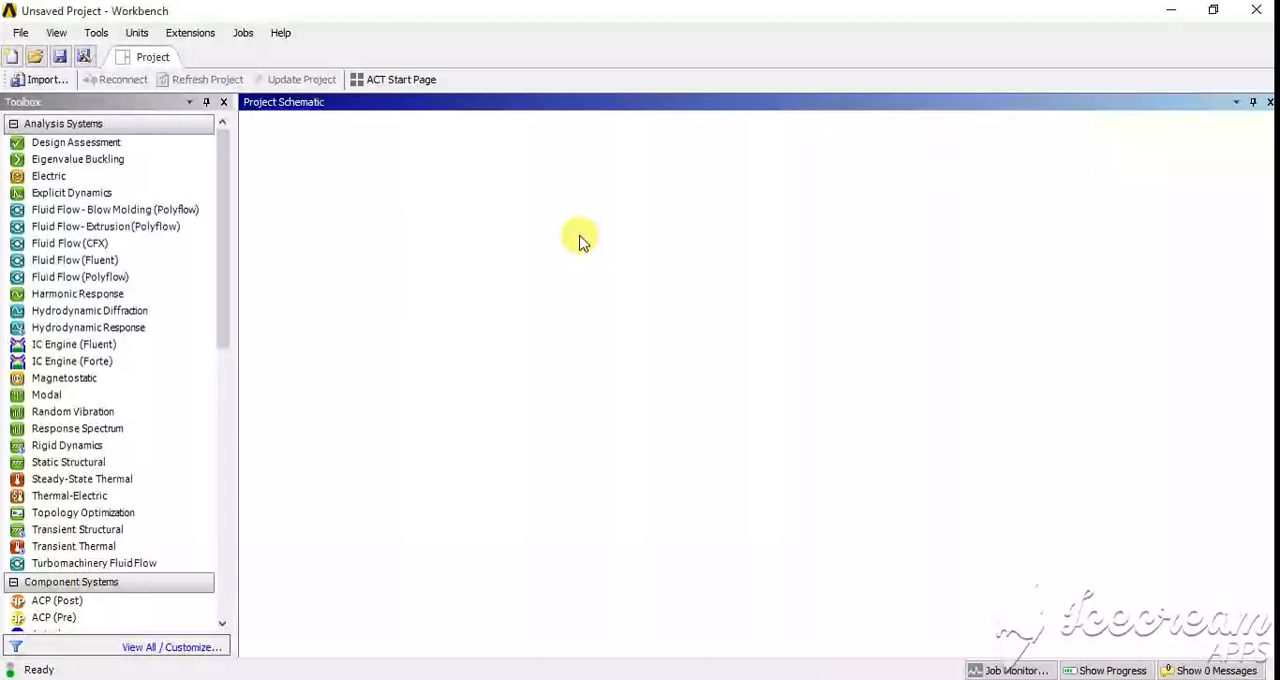 Unsaved Project - Workbench
File View Tools Units Extensions Jobs Help
Project
Import... Reconnect Refresh Project Update Project ACT Start Page
Toolbox
Project Schematic
Analysis Systems
Design Assessment
Eigenvalue Buckling
Electric
Explicit Dynamics
Fluid Flow - Blow Molding (Polyflow)
Fluid Flow- Extrusion(Polyflow)
Fluid Flow (CFX)
Fluid Flow (Fluent)
Fluid Flow (Polyflow)
Harmonic Response
Hydrodynamic Diffraction
Hydrodynamic Response
IC Engine (Fluent)
IC Engine (Forte)
Magnetostatic
Modal
Random Vibration
Response Spectrum
Rigid Dynamics
Static Structural
Steady-State Thermal
Thermal-Electric
Topology Optimization
Transient Structural
Transient Thermal
Turbomachinery Fluid Flow
Component Systems
ACP (Post)
ACP (Pre)
View All / Customize...
Icecream
APPS
Ready
Job Monitor... Show Progress Show 0 Messages